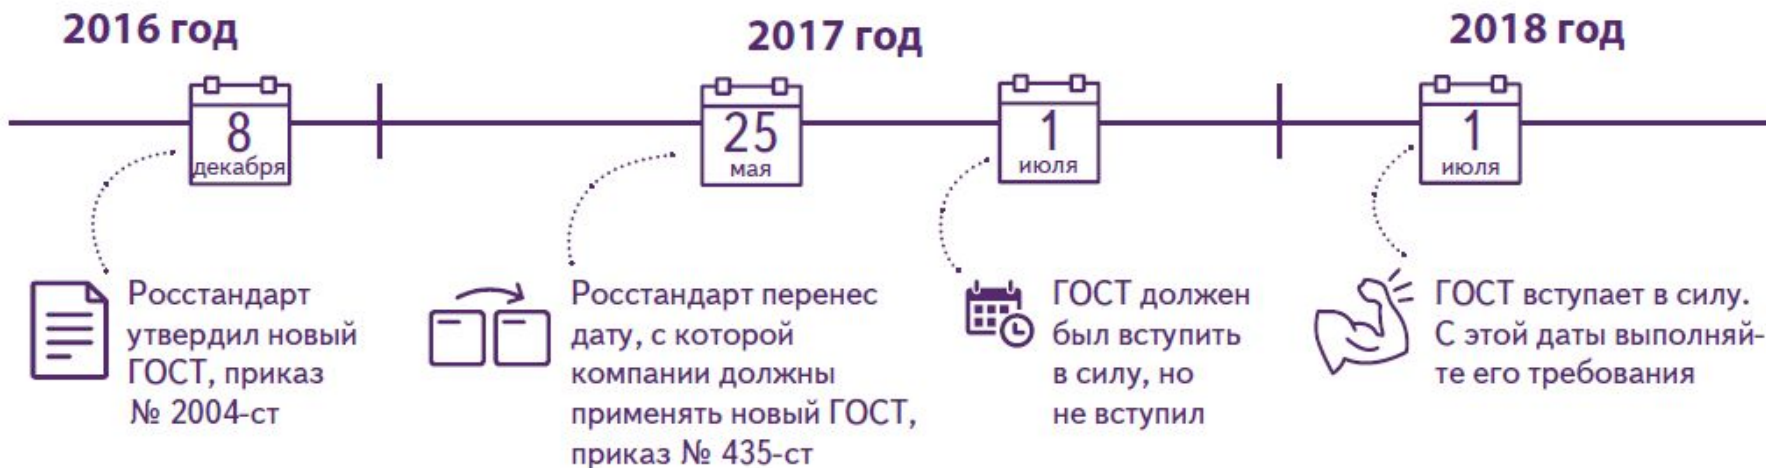 2016 год
2017 год
2018 год
8
декабря
25
мая
1
июля
1
июля
Росстандарт
утвердил новый
ГОСТ, приказ
№ 2004-ст
Росстандарт перенес
дату, с которой
компании должны
применять новый ГОСТ,
приказ № 435-ст
ГОСТ должен
был вступить
в силу, но
не вступил
ГОСТ вступает в силу.
С этой даты выполняй-
те его требования